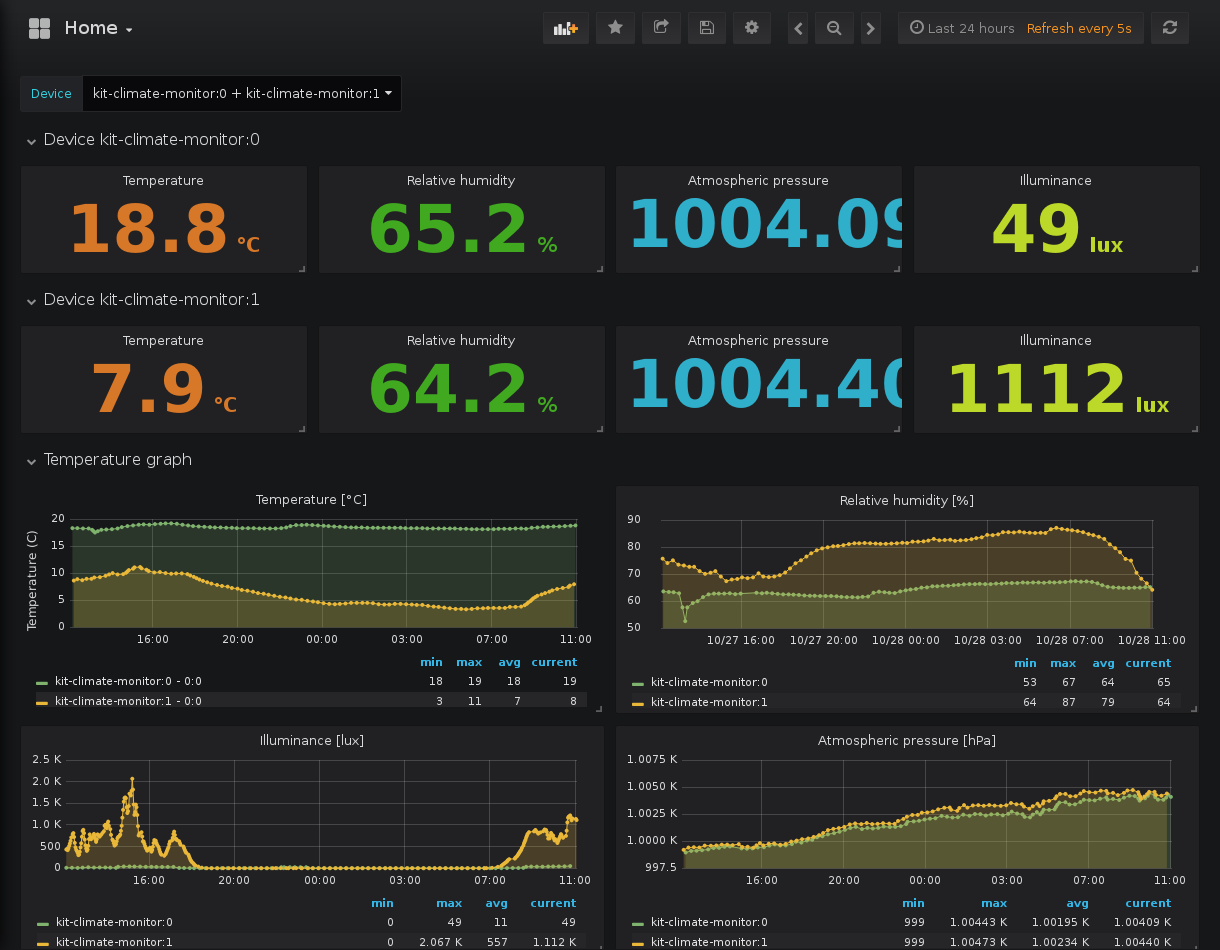 Home
Last 24 hours Refresh every 5s
Device kit-climate-monitor:0 + kit-climate-monitor:1
Device kit-climate-monitor:0
Temperature Relative humidity Atmospheric pressure Illuminance
18.8 °C 65.2 % 1004.09 49 lux
Device kit-climate-monitor:1
Temperature Relative humidity Atmospheric pressure Illuminance
7.9 °C 64.2 % 1004.40 1112 lux
Temperature graph
Temperature [°C]
Temperature (C)
20
15
10
5
0
16:00 20:00 00:00 03:00 07:00 11:00
min max avg current
kit-climate-monitor:0 - 0:0 18 19 18 19
kit-climate-monitor:1 - 0:0 3 11 7 8
Relative humidity [%]
90
80
70
60
50
10/27 16:00 10/27 20:00 10/28 00:00 10/28 03:00 10/28 07:00 10/28 11:00
min max avg current
kit-climate-monitor:0 53 67 64 65
kit-climate-monitor:1 64 87 79 64
Illuminance [lux]
2.5 K
2.0 K
1.5 K
1.0 K
500
0
16:00 20:00 00:00 03:00 07:00 11:00
min max avg current
kit-climate-monitor:0 0 49 11 49
kit-climate-monitor:1 0 2.067 K 557 1.112 K
Atmospheric pressure [hPa]
1.0075 K
1.0050 K
1.0025 K
1.0000 K
997.5
16:00 20:00 00:00 03:00 07:00 11:00
min max avg current
kit-climate-monitor:0 999 1.00443 K 1.00195 K 1.00409 K
kit-climate-monitor:1 999 1.00473 K 1.00234 K 1.00440 K